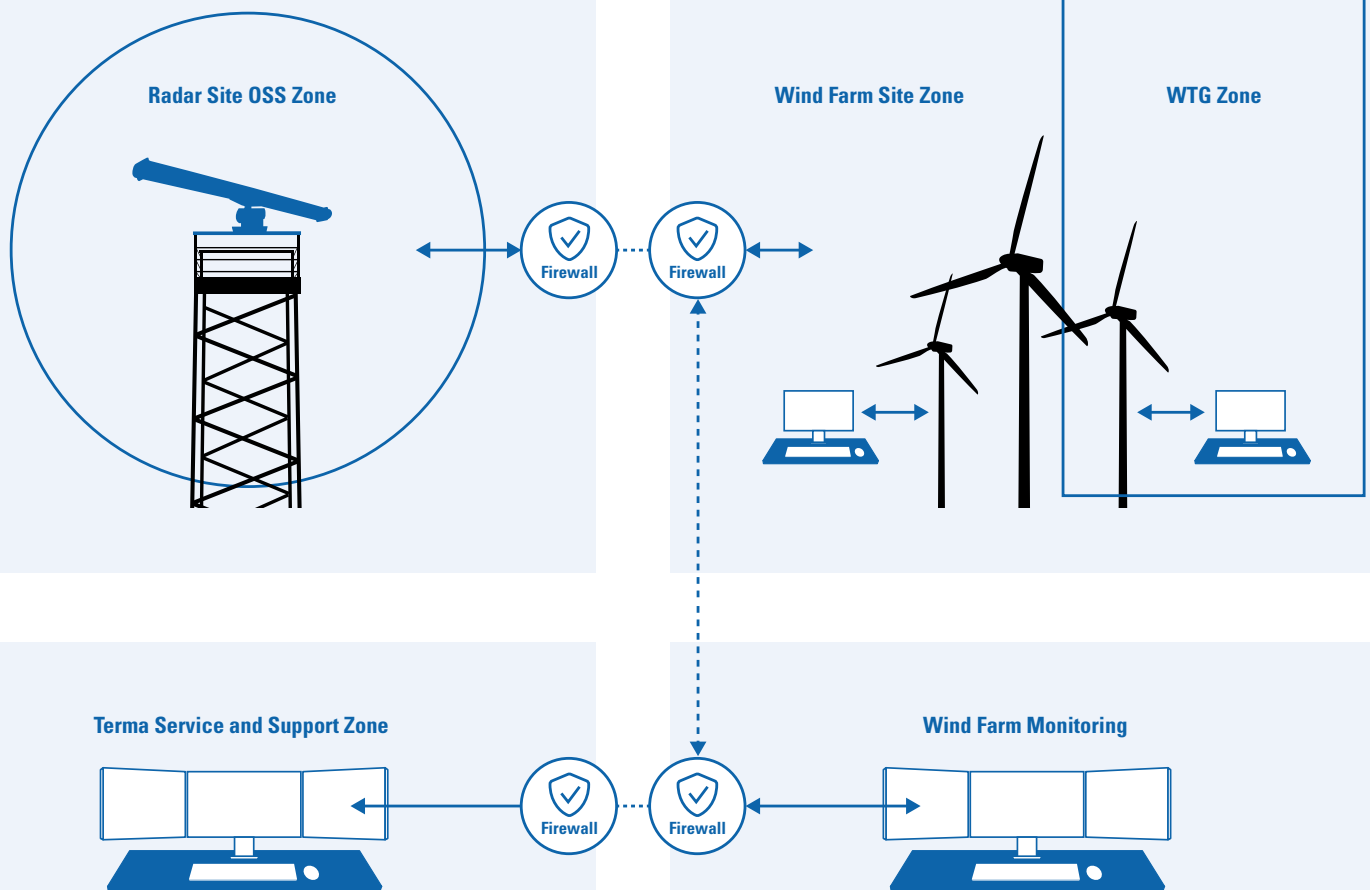 Radar Site OSS Zone
Wind Farm Site Zone
WTG Zone
Firewall
Firewall
Terma Service and Support Zone
Wind Farm Monitoring
Firewall
Firewall